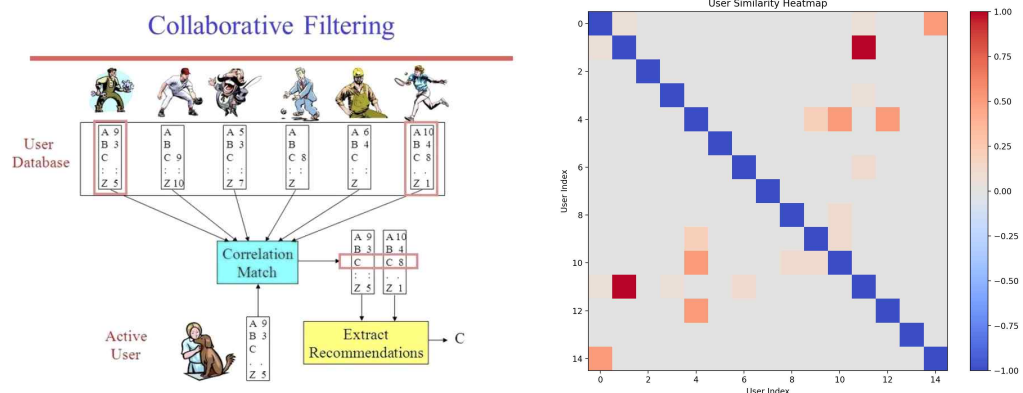 Collaborative Filtering
User
Database
A 9
B 3
C
: :
Z 5
A
B
C 9
: :
Z 10
A 5
B 3
C
: :
Z 7
A
B
C 8
: .
Z
A 6
B 4
C
: :
Z
A 10
B 4
C 8
. .
Z 1
Correlation
Match
A 9
B 3
C
: :
Z 5
A 10
B 4
C 8
. .
Z 1
Active
User
A 9
B 3
C
. .
Z 5
Extract
Recommendations
C
User Similarity Heatmap
User Index
0
2
4
6
8
10
12
14
0 2 4 6 8 10 12 14
User Index
1.00
0.75
0.50
0.25
0.00
−0.25
−0.50
−0.75
−1.00